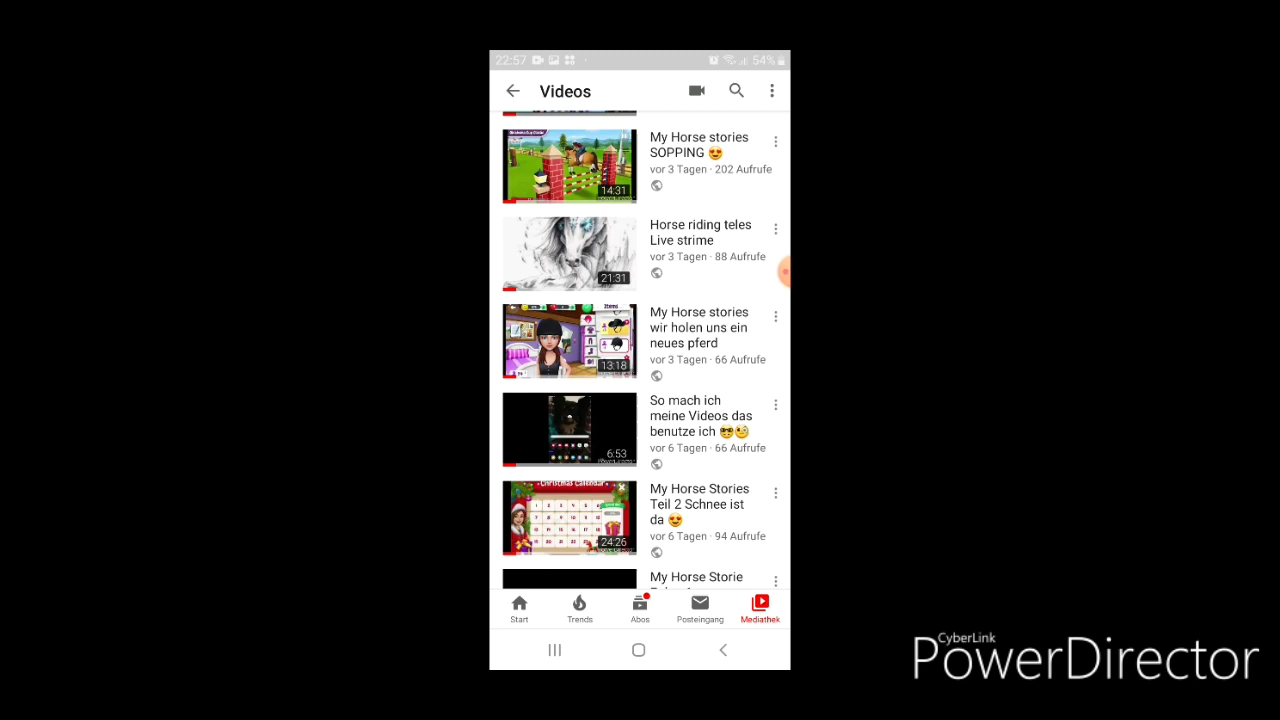 22:57
54%
Videos
My Horse stories
SOPPING 😍
vor 3 Tagen · 202 Aufrufe
14:31
Horse riding teles
Live strime
vor 3 Tagen · 88 Aufrufe
21:31
Items
My Horse stories
wir holen uns ein
neues pferd
vor 3 Tagen · 66 Aufrufe
13:18
So mach ich
meine Videos das
benutze ich 😎🧐
vor 6 Tagen · 66 Aufrufe
6:53
Christmas Calendar
My Horse Stories
Teil 2 Schnee ist
da 😍
vor 6 Tagen · 94 Aufrufe
24:26
My Horse Storie
Start
Trends
Abos
Posteingang
Mediathek
CyberLink
PowerDirector